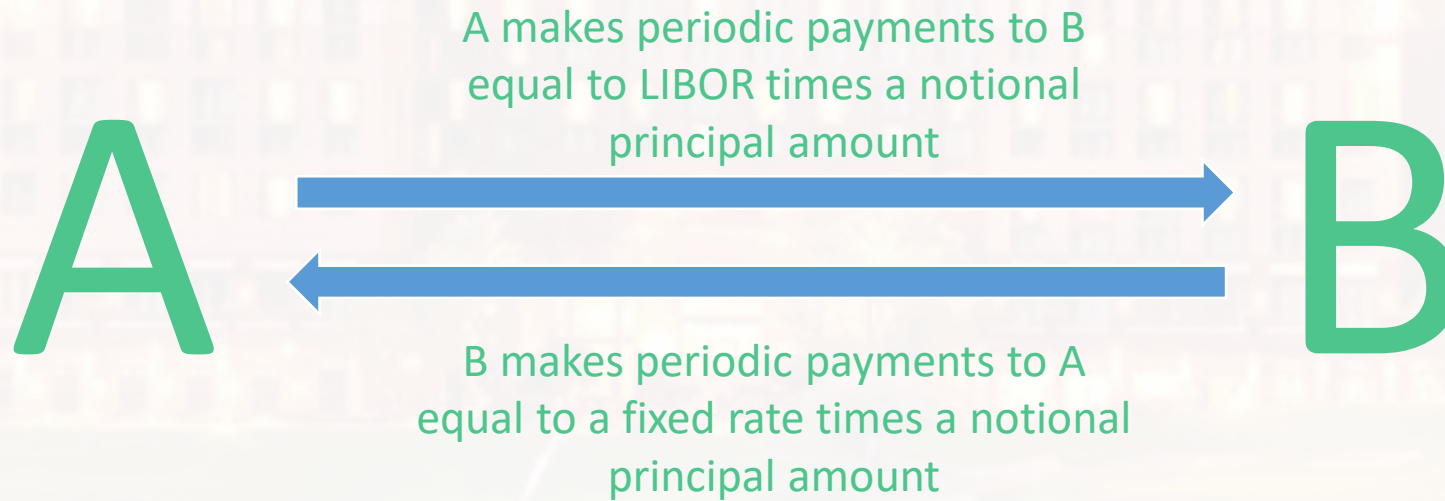 A makes periodic payments to B
equal to LIBOR times a notional
principal amount
A
B
B makes periodic payments to A
equal to a fixed rate times a notional
principal amount